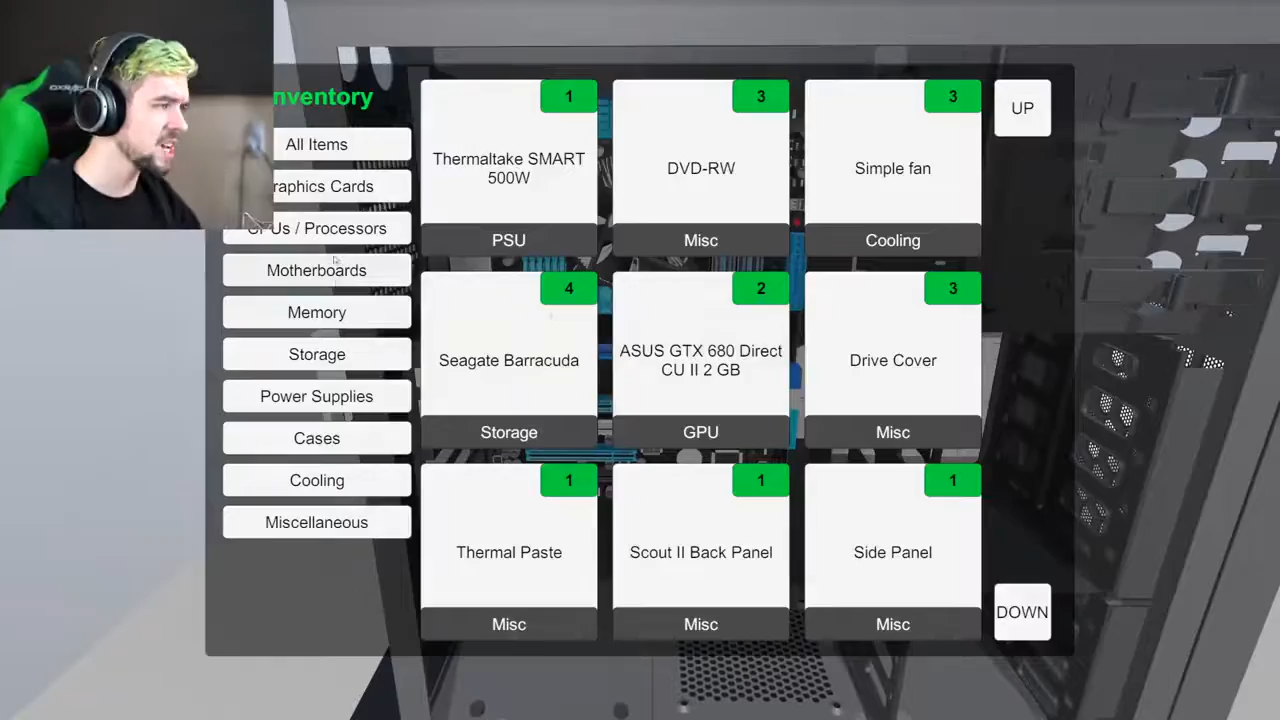 nventory
All Items
raphics Cards
CPUs / Processors
Motherboards
Memory
Storage
Power Supplies
Cases
Cooling
Miscellaneous
1
Thermaltake SMART
500W
PSU
3
DVD-RW
Misc
3
Simple fan
Cooling
4
Seagate Barracuda
Storage
2
ASUS GTX 680 Direct
CU II 2 GB
GPU
3
Drive Cover
Misc
1
Thermal Paste
Misc
1
Scout II Back Panel
Misc
1
Side Panel
Misc
UP
DOWN